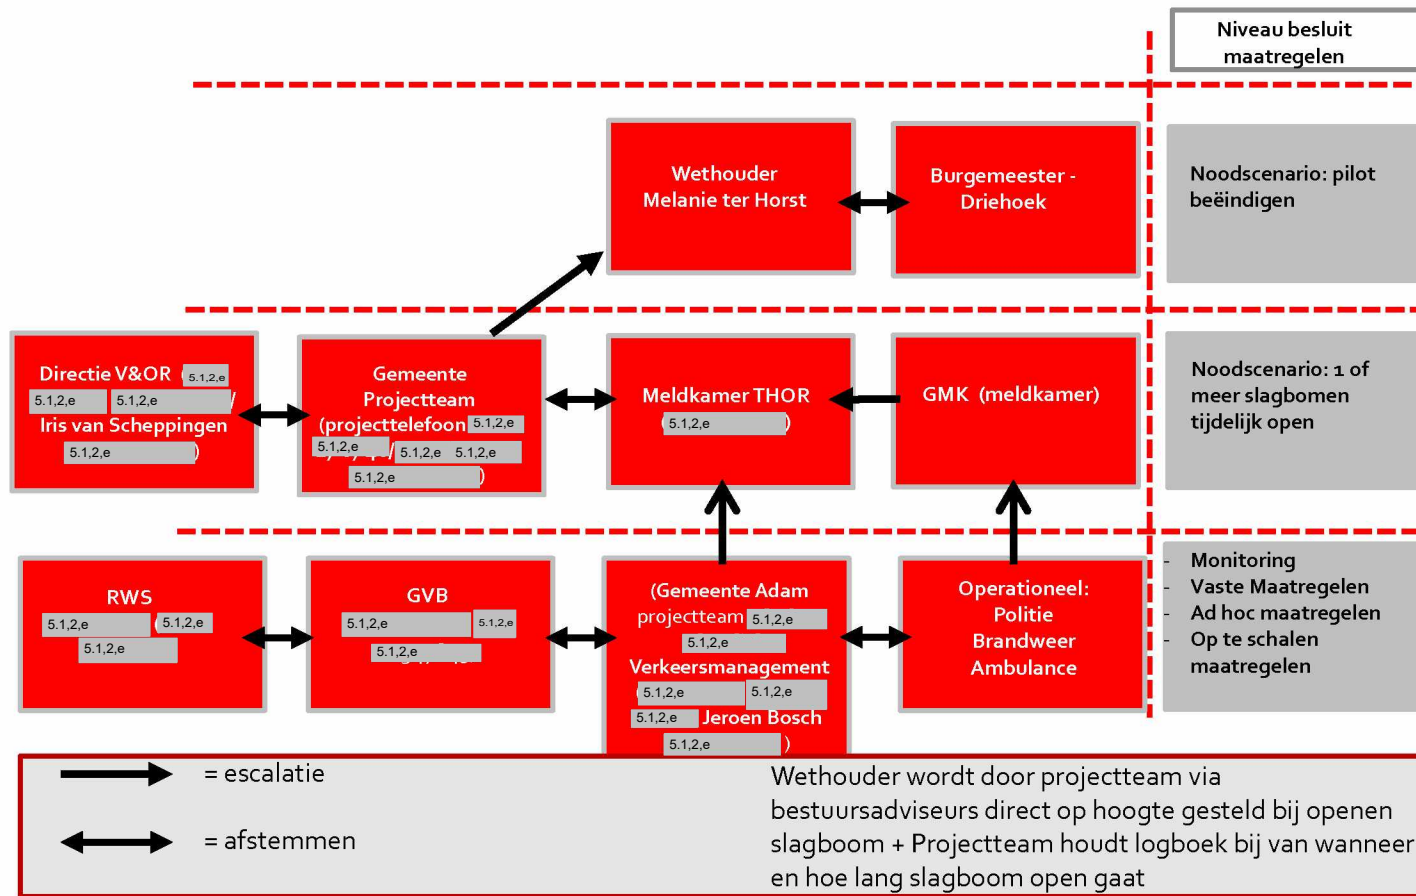 Niveau besluit
maatregelen
Wethouder
Melanie ter Horst
Burgemeester -
Driehoek
Noodscenario: pilot
beëindigen
Directie V&OR (5.1,2,e
5.1,2,e 5.1,2,e /
Iris van Scheppingen
5.1,2,e )
Gemeente
Projectteam
(projecttelefoon 5.1,2,e
5.1,2,e /5.1,2,e 5.1,2,e
5.1,2,e )
Meldkamer THOR
(5.1,2,e )
GMK (meldkamer)
Noodscenario: 1 of
meer slagbomen
tijdelijk open
RWS
5.1,2,e (5.1,2,e
5.1,2,e
GVB
5.1,2,e 5.1,2,e
5.1,2,e
(Gemeente Adam
projectteam 5.1,2,e
5.1,2,e
Verkeersmanagement
(5.1,2,e 5.1,2,e
5.1,2,e Jeroen Bosch
5.1,2,e )
Operationeel:
Politie
Brandweer
Ambulance
- Monitoring
- Vaste Maatregelen
- Ad hoc maatregelen
- Op te schalen
maatregelen
= escalatie
= afstemmen
Wethouder wordt door projectteam via
bestuursadviseurs direct op hoogte gesteld bij openen
slagboom + Projectteam houdt logboek bij van wanneer
en hoe lang slagboom open gaat